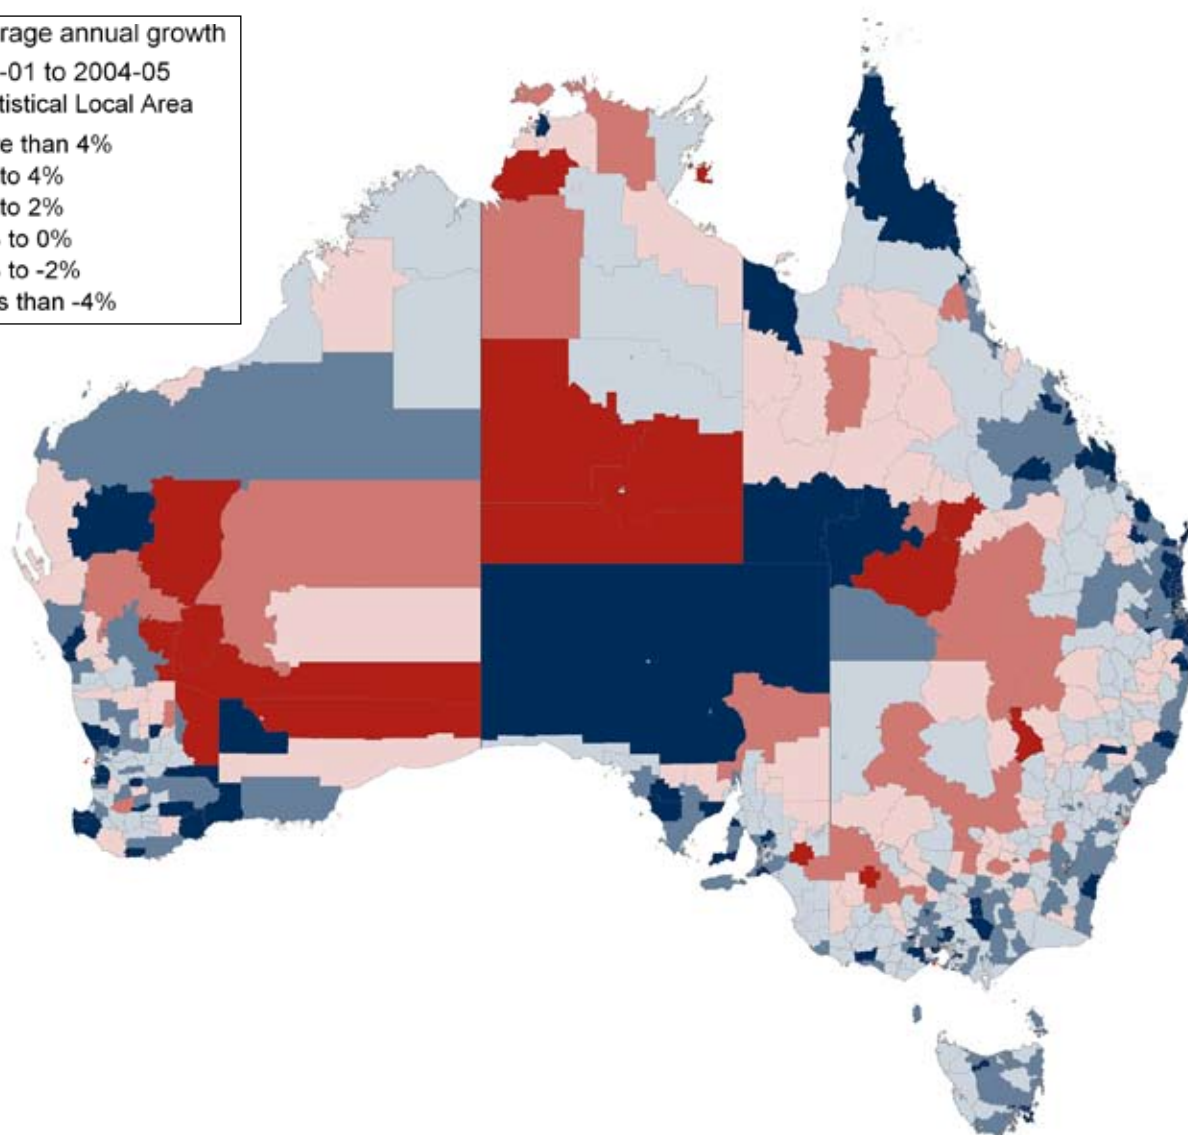 rage annual growth
-01 to 2004-05
tistical Local Area
re than 4%
to 4%
to 2%
to 0%
to -2%
s than -4%